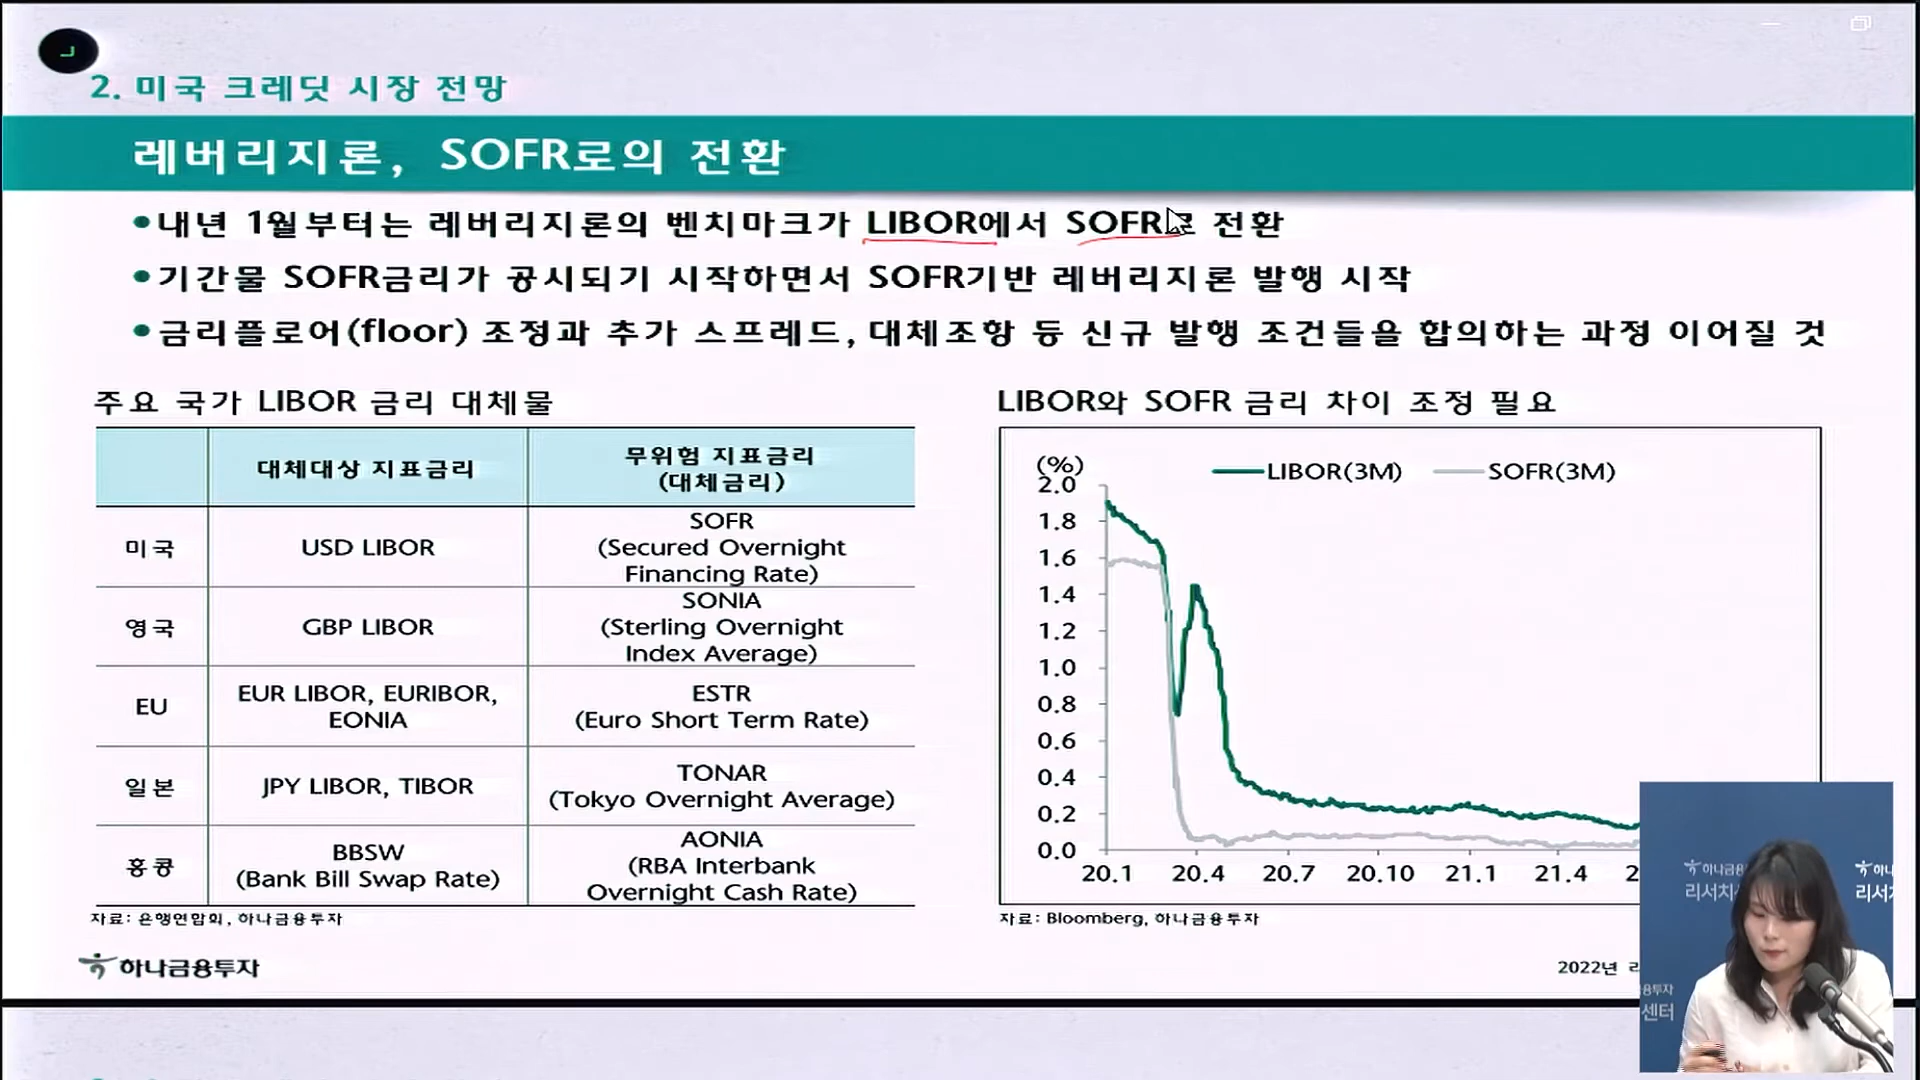 2. 미국 크레딧 시장 전망
레버리지론, SOFR로의 전환
•내년 1월부터는 레버리지론의 벤치마크가 LIBOR에서 SOFR로 전환
•기간물 SOFR금리가 공시되기 시작하면서 SOFR기반 레버리지론 발행 시작
•금리플로어(floor) 조정과 추가 스프레드, 대체조항 등 신규 발행 조건들을 합의하는 과정 이어질 것
주요 국가 LIBOR 금리 대체물
대체대상 지표금리
무위험 지표금리
(대체금리)
미국
USD LIBOR
SOFR
(Secured Overnight
Financing Rate)
영국
GBP LIBOR
SONIA
(Sterling Overnight
Index Average)
EU
EUR LIBOR, EURIBOR,
EONIA
ESTR
(Euro Short Term Rate)
일본
JPY LIBOR, TIBOR
TONAR
(Tokyo Overnight Average)
홍콩
BBSW
(Bank Bill Swap Rate)
AONIA
(RBA Interbank
Overnight Cash Rate)
자료: 은행연합회, 하나금융투자
LIBOR와 SOFR 금리 차이 조정 필요
(%)
LIBOR(3M) SOFR(3M)
2.0
1.8
1.6
1.4
1.2
1.0
0.8
0.6
0.4
0.2
0.0
20.1 20.4 20.7 20.10 21.1 21.4 2
자료: Bloomberg, 하나금융투자
하나금융투자
2022년
하나금
리서치
하나
리서치
용투자
센터